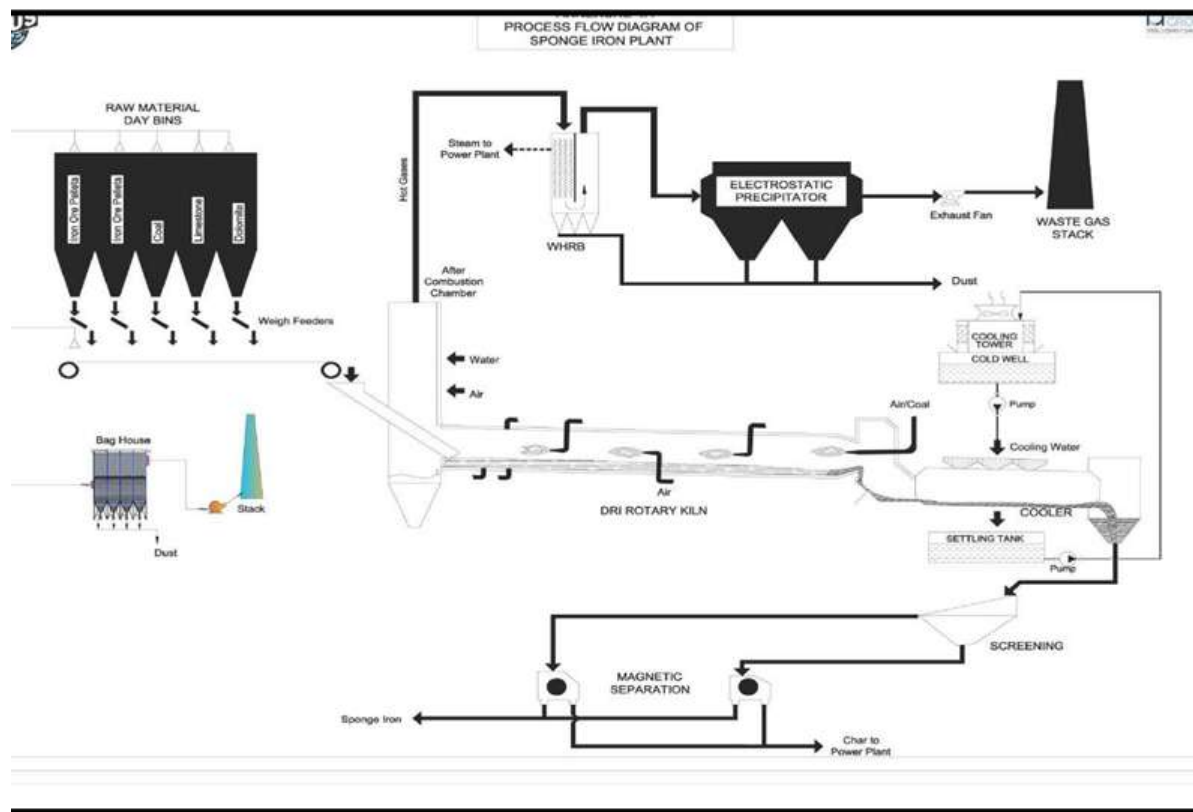 PROCESS FLOW DIAGRAM OF
SPONGE IRON PLANT
RAW MATERIAL
DAY BINS
Iron Ore Pallets
Iron Ore Pallets
Coal
Limestone
Dolomite
Weigh Feeders
Hot Gases
Steam to
Power Plant
WHRB
ELECTROSTATIC
PRECIPITATOR
Exhaust Fan
WASTE GAS
STACK
Dust
After
Combustion
Chamber
Water
Air
COOLING
TOWER
COLD WELL
Pump
Cooling Water
Air/Coal
Air
DRI ROTARY KILN
COOLER
SETTLING TANK
Pump
Bag House
Stack
Dust
SCREENING
MAGNETIC
SEPARATION
Sponge Iron
Char to
Power Plant